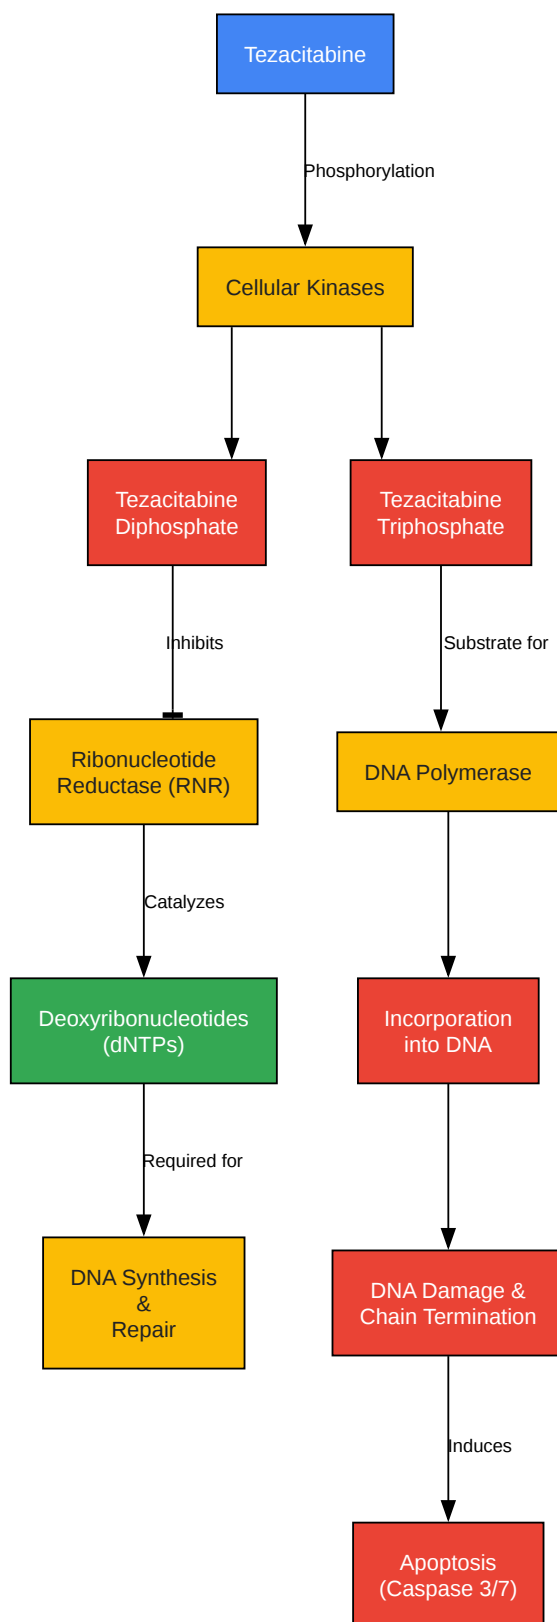 Tezacitabine
Phosphorylation
Cellular Kinases
Tezacitabine
Diphosphate
Tezacitabine
Triphosphate
Inhibits
Substrate for
Ribonucleotide
Reductase (RNR)
DNA Polymerase
Catalyzes
Deoxyribonucleotides
(dNTPs)
Incorporation
into DNA
Required for
DNA Synthesis
&
Repair
DNA Damage &
Chain Termination
Induces
Apoptosis
(Caspase 3/7)